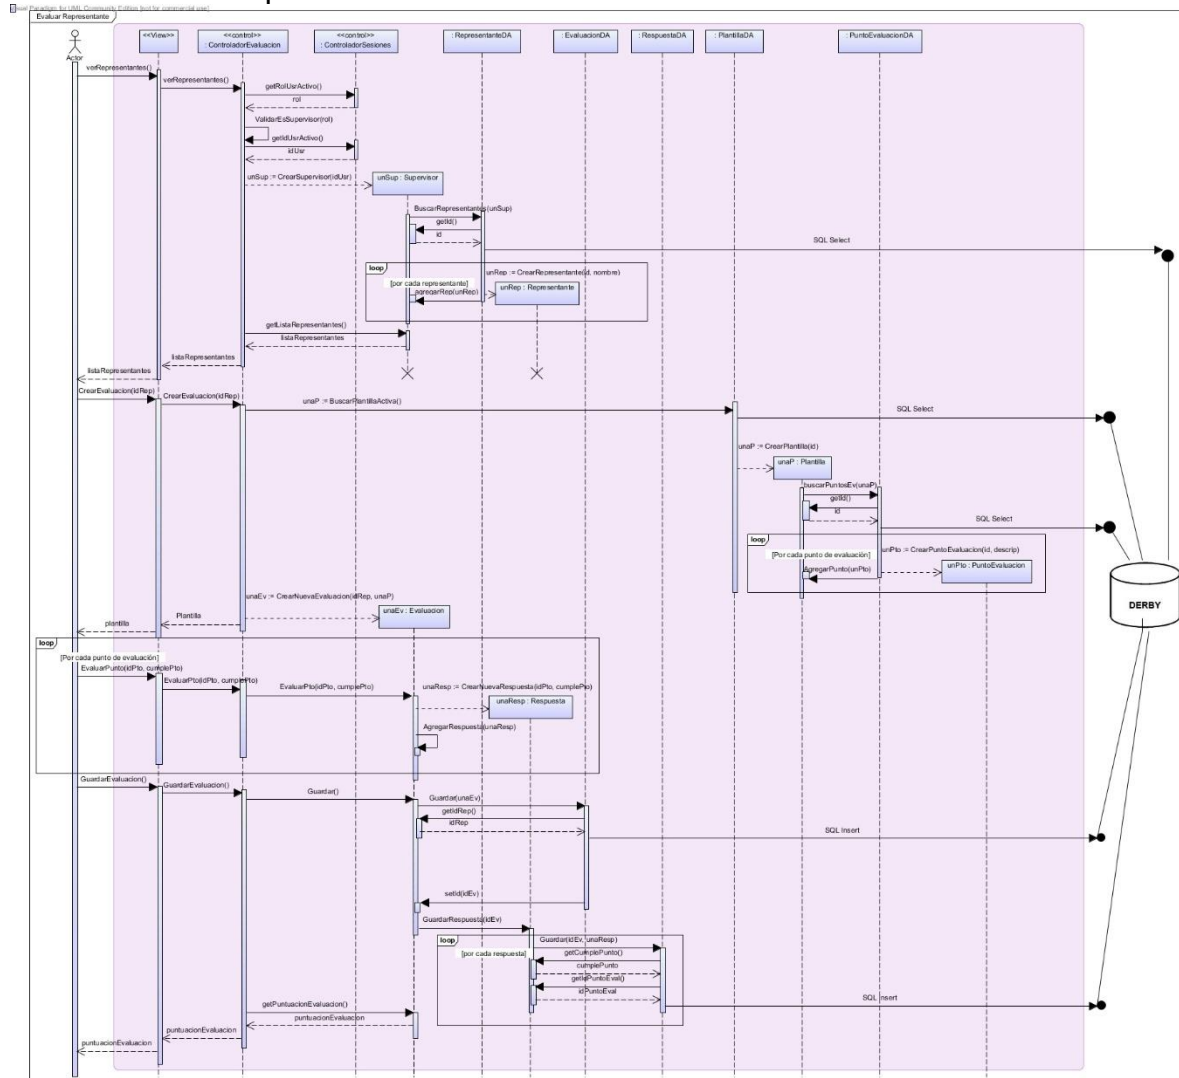 Paradigm for UML Community Edition [not for commercial use]
Evaluar Representante
Actor
<<View>>
<<control>>
: ControladorEvaluacion
<<control>>
: ControladorSesiones
: RepresentanteDA
: EvaluacionDA
: RespuestaDA
: PlantillaDA
: PuntoEvaluacionDA
verRepresentantes()
verRepresentantes()
getRolUsrActivo()
rol
ValidarEsSupervisor(rol)
getIdUsrActivo()
idUsr
unSup := CrearSupervisor(idUsr)
unSup : Supervisor
BuscarRepresentantes(unSup)
getId()
id
SQL Select
loop
[por cada representante]
unRep := CrearRepresentante(id, nombre)
agregarRep(unRep)
unRep : Representante
getListaRepresentantes()
listaRepresentantes
listaRepresentantes
listaRepresentantes
CrearEvaluacion(idRep)
CrearEvaluacion(idRep)
unaP := BuscarPlantillaActiva()
SQL Select
unaP := CrearPlantilla(id)
unaP : Plantilla
buscarPuntosEv(unaP)
getId()
id
SQL Select
loop
[Por cada punto de evaluación]
unPto := CrearPuntoEvaluacion(id, descrip)
AgregarPunto(unPto)
unPto : PuntoEvaluacion
DERBY
unaEv := CrearNuevaEvaluacion(idRep, unaP)
unaEv : Evaluacion
Plantilla
plantilla
loop
[Por cada punto de evaluación]
EvaluarPunto(idPto, cumplePto)
EvaluarPto(idPto, cumplePto)
EvaluarPto(idPto, cumplePto)
unaResp := CrearNuevaRespuesta(idPto, cumplePto)
unaResp : Respuesta
AgregarRespuesta(unaResp)
GuardarEvaluacion()
GuardarEvaluacion()
Guardar()
Guardar(unaEv)
getIdRep()
idRep
SQL Insert
setId(idEv)
GuardarRespuesta(idEv)
loop
[por cada respuesta]
Guardar(idEv, unaResp)
getCumplePunto()
cumplePunto
getIdPuntoEval()
idPuntoEval
SQL Insert
getPuntuacionEvaluacion()
puntuacionEvaluacion
puntuacionEvaluacion
puntuacionEvaluacion